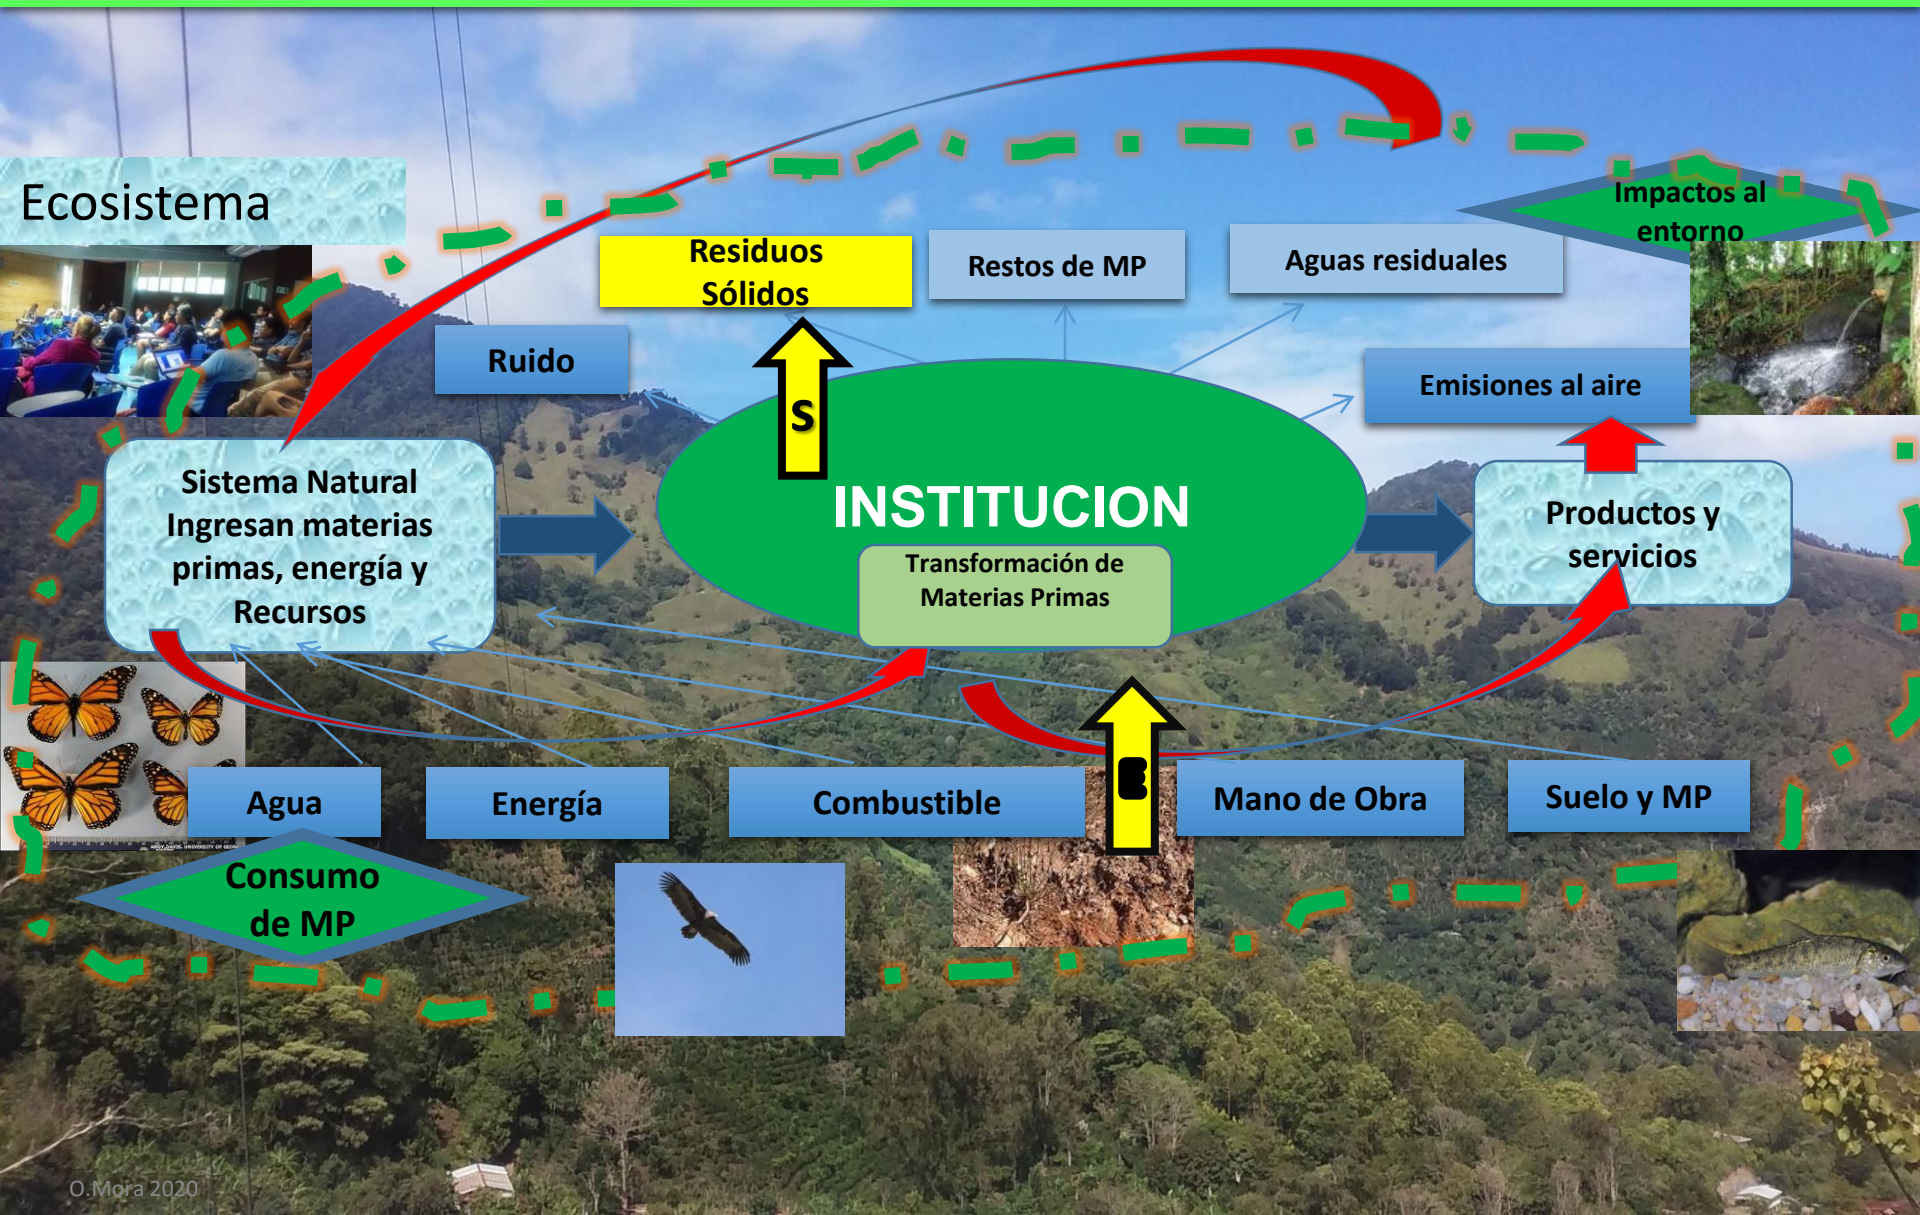 Ecosistema
Impactos al
entorno
Residuos
Sólidos
Restos de MP
Aguas residuales
Ruido
Emisiones al aire
S
Sistema Natural
Ingresan materias
primas, energía y
Recursos
INSTITUCION
Transformación de
Materias Primas
Productos y
servicios
E
Agua
Energía
Combustible
Mano de Obra
Suelo y MP
Consumo
de MP
O.Mora 2020